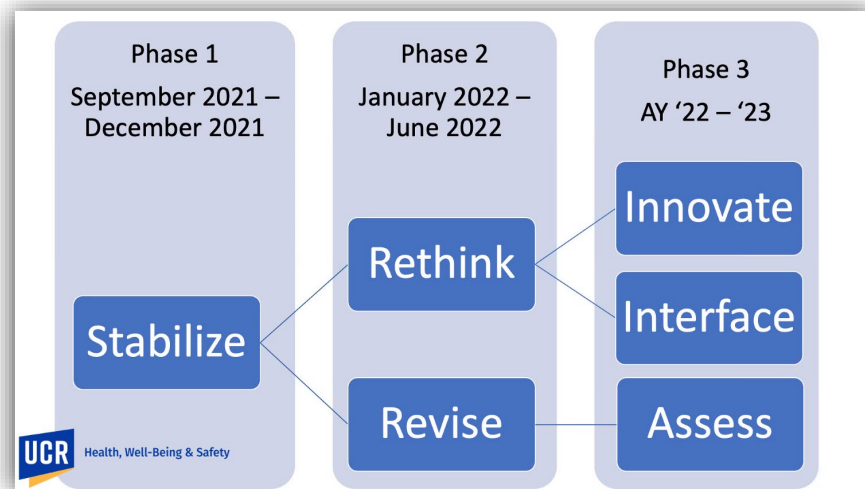 Phase 1
September 2021 –
December 2021
Stabilize
Phase 2
January 2022 –
June 2022
Rethink
Revise
Phase 3
AY ‘22 – ‘23
Innovate
Interface
Assess
UCR Health, Well-Being & Safety